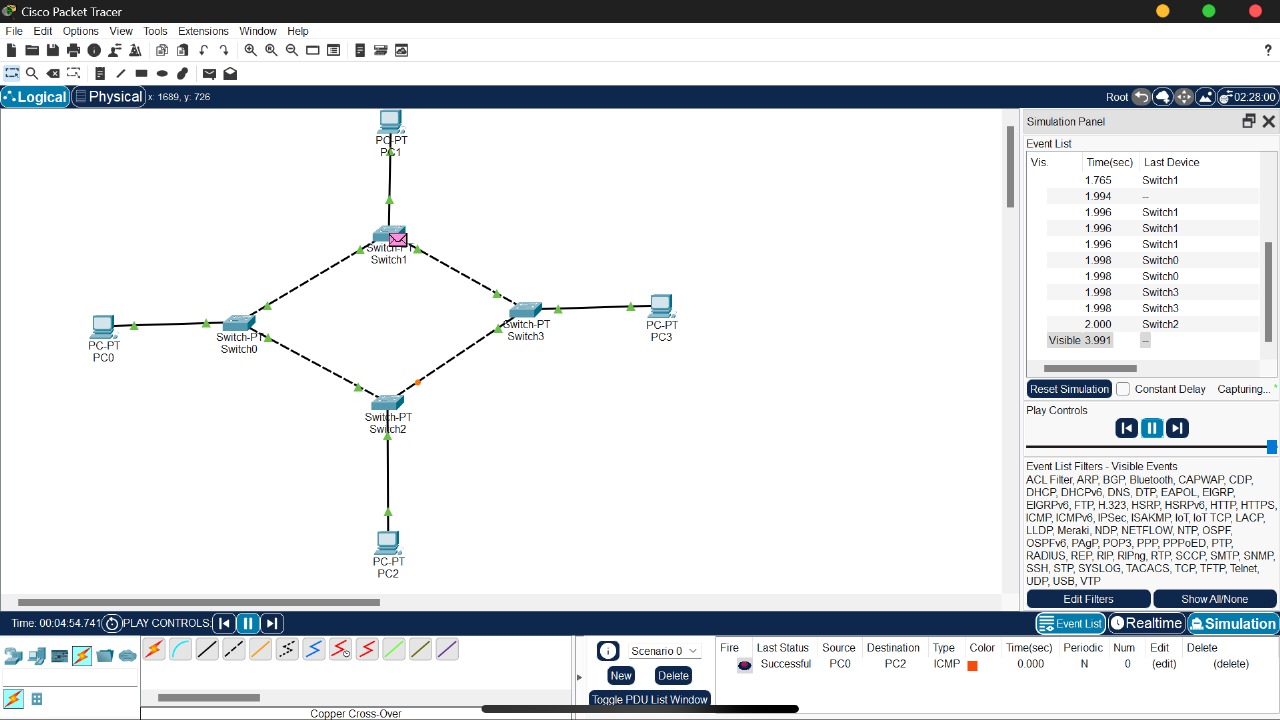 Cisco Packet Tracer
File Edit Options View Tools Extensions Window Help
?
Logical Physical x: 1689, y: 726 Root 02:28:00
PC-PT
PC1
Switch-PT
Switch1
PC-PT
PC0
Switch-PT
Switch0
Switch-PT
Switch3
PC-PT
PC3
Switch-PT
Switch2
PC-PT
PC2
Simulation Panel
Event List
Vis. Time(sec) Last Device
1.765 Switch1
1.994 --
1.996 Switch1
1.996 Switch1
1.996 Switch1
1.998 Switch0
1.998 Switch0
1.998 Switch3
1.998 Switch3
2.000 Switch2
Visible 3.991 --
Reset Simulation Constant Delay Capturing... *
Play Controls
Event List Filters - Visible Events
ACL Filter, ARP, BGP, Bluetooth, CAPWAP, CDP,
DHCP, DHCPv6, DNS, DTP, EAPOL, EIGRP,
EIGRPv6, FTP, H.323, HSRP, HSRPv6, HTTP, HTTPS,
ICMP, ICMPv6, IPSec, ISAKMP, IoT, IoT TCP, LACP,
LLDP, Meraki, NDP, NETFLOW, NTP, OSPF,
OSPFv6, PAgP, POP3, PPP, PPPoED, PTP,
RADIUS, REP, RIP, RIPng, RTP, SCCP, SMTP, SNMP,
SSH, STP, SYSLOG, TACACS, TCP, TFTP, Telnet,
UDP, USB, VTP
Edit Filters Show All/None
Time: 00:04:54.741 PLAY CONTROLS: Event List Realtime Simulation
Scenario 0
New Delete
Toggle PDU List Window
Fire Last Status Source Destination Type Color Time(sec) Periodic Num Edit Delete
Successful PC0 PC2 ICMP 0.000 N 0 (edit) (delete)
Copper Cross-Over